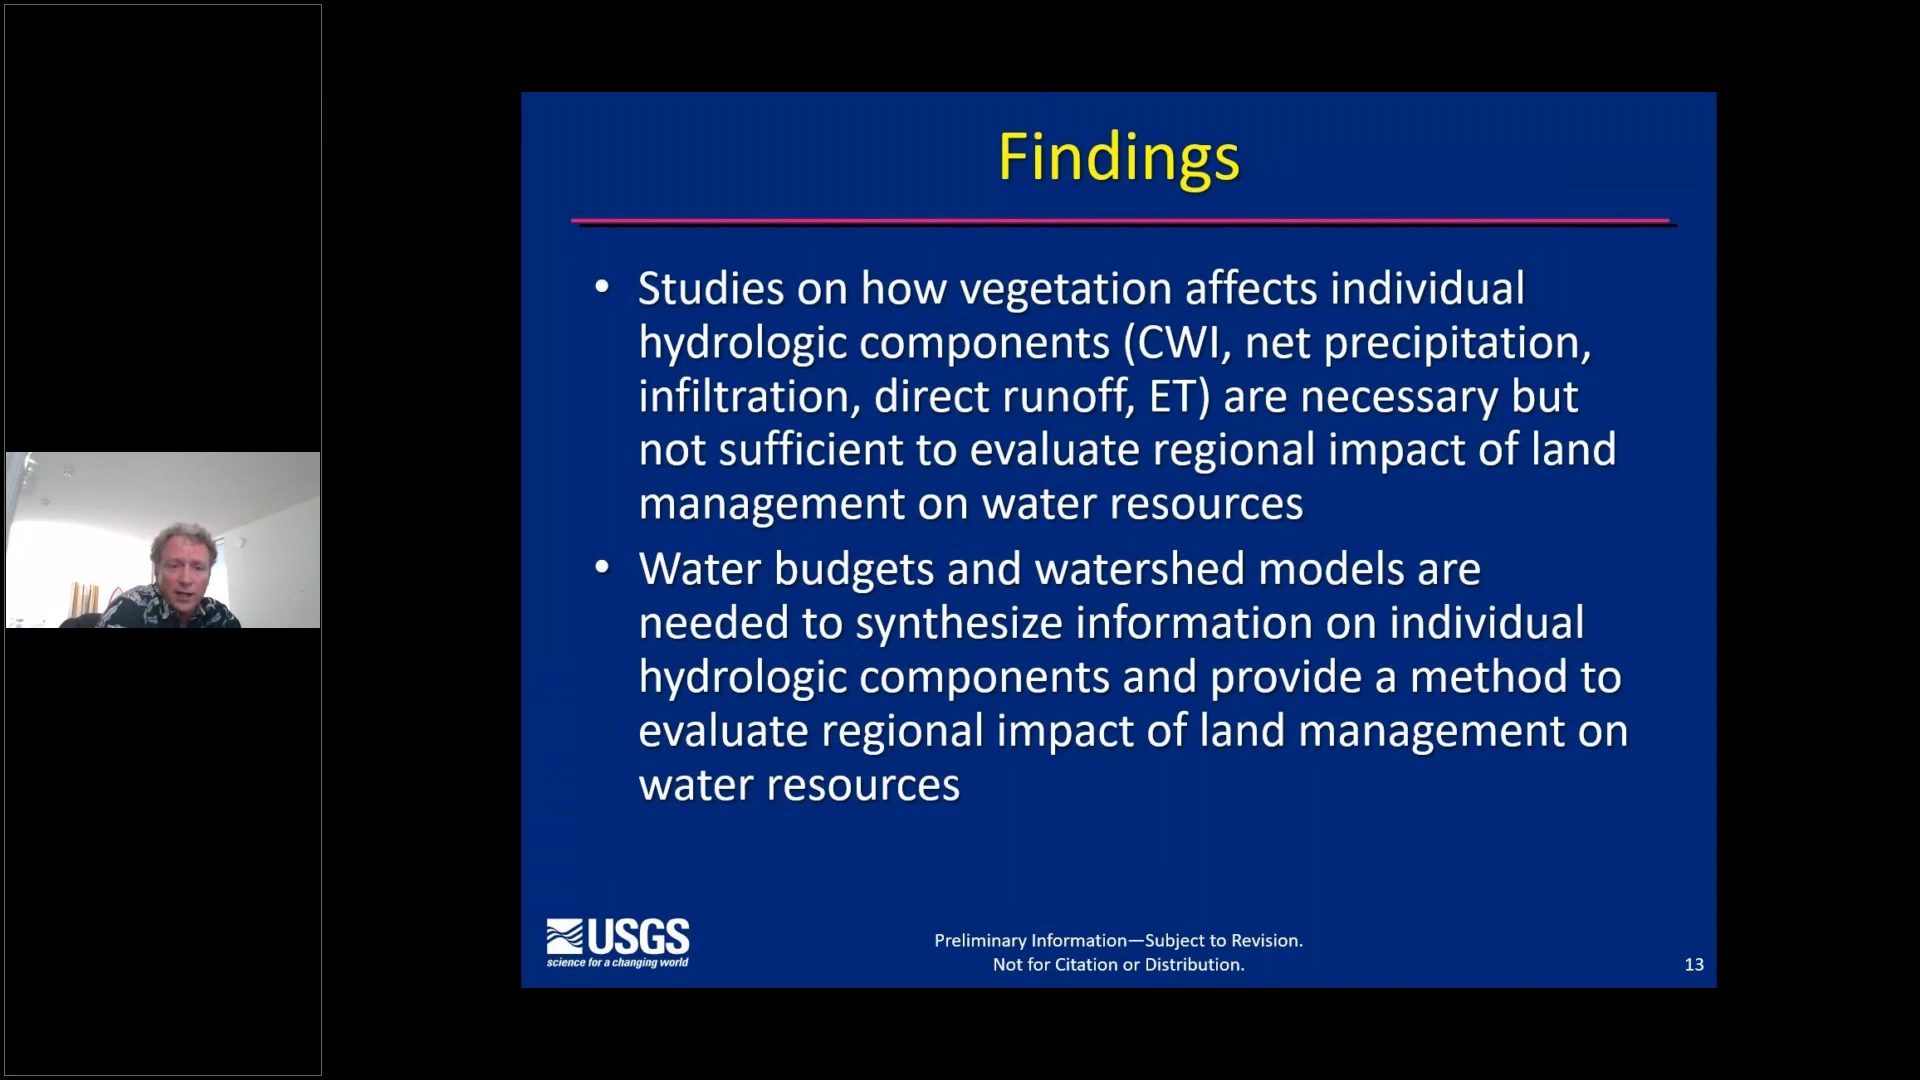 Findings
• Studies on how vegetation affects individual
hydrologic components (CWI, net precipitation,
infiltration, direct runoff, ET) are necessary but
not sufficient to evaluate regional impact of land
management on water resources
• Water budgets and watershed models are
needed to synthesize information on individual
hydrologic components and provide a method to
evaluate regional impact of land management on
water resources
USGS
science for a changing world
Preliminary Information—Subject to Revision.
Not for Citation or Distribution.
13